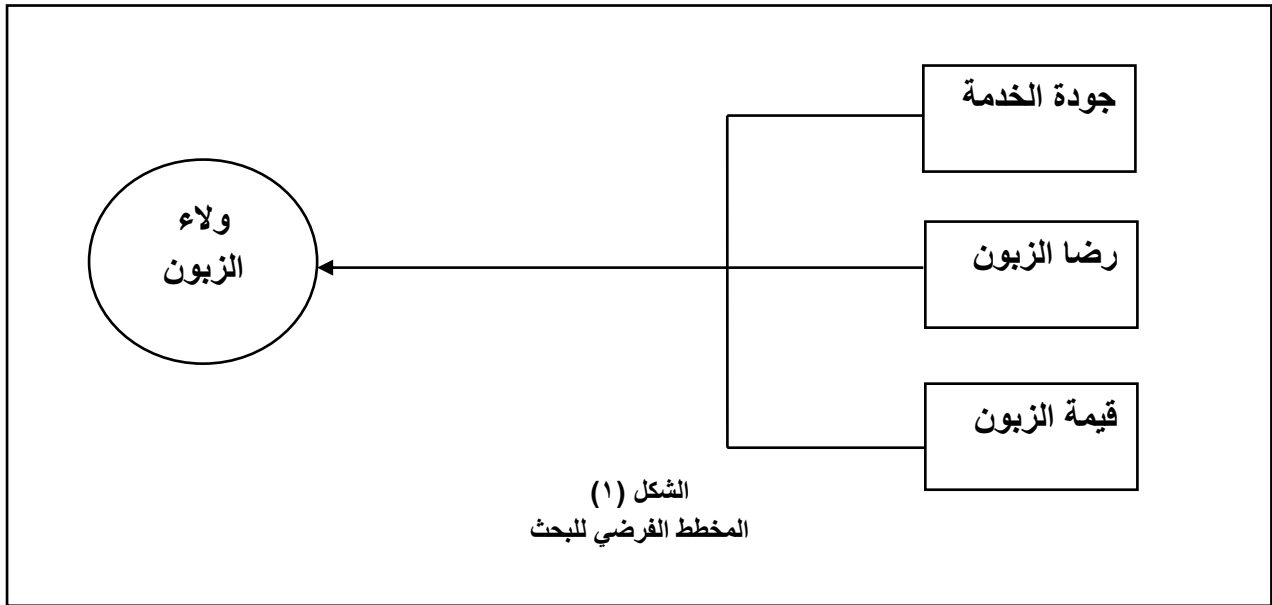 جودة الخدمة
رضا الزبون
قيمة الزبون
ولاء
الزبون
الشكل (١)
المخطط الفرضي للبحث